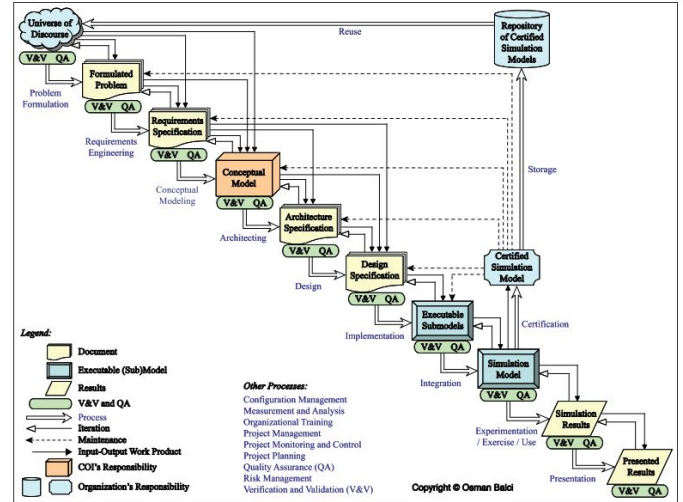 Universe of
Discourse
Reuse
Repository
of Certified
Simulation
Models
V&V QA
Problem
Formulation
Formulated
Problem
V&V QA
Requirements
Engineering
Requirements
Specification
V&V QA
Conceptual
Modeling
Conceptual
Model
V&V QA
Storage
Architecting
Architecture
Specification
V&V QA
Design
Design
Specification
V&V QA
Certified
Simulation
Model
Implementation
Executable
Submodels
V&V QA
Certification
Integration
Simulation
Model
V&V QA
Experimentation
/ Exercise / Use
Simulation
Results
V&V QA
Presentation
Presented
Results
V&V QA
Legend:
Document
Executable (Sub)Model
Results
V&V and QA
Process
Iteration
Maintenance
Input-Output Work Product
COI's Responsibility
Organization's Responsibility
Other Processes:
Configuration Management
Measurement and Analysis
Organizational Training
Project Management
Project Monitoring and Control
Project Planning
Quality Assurance (QA)
Risk Management
Verification and Validation (V&V)
Copyright © Osman Balci